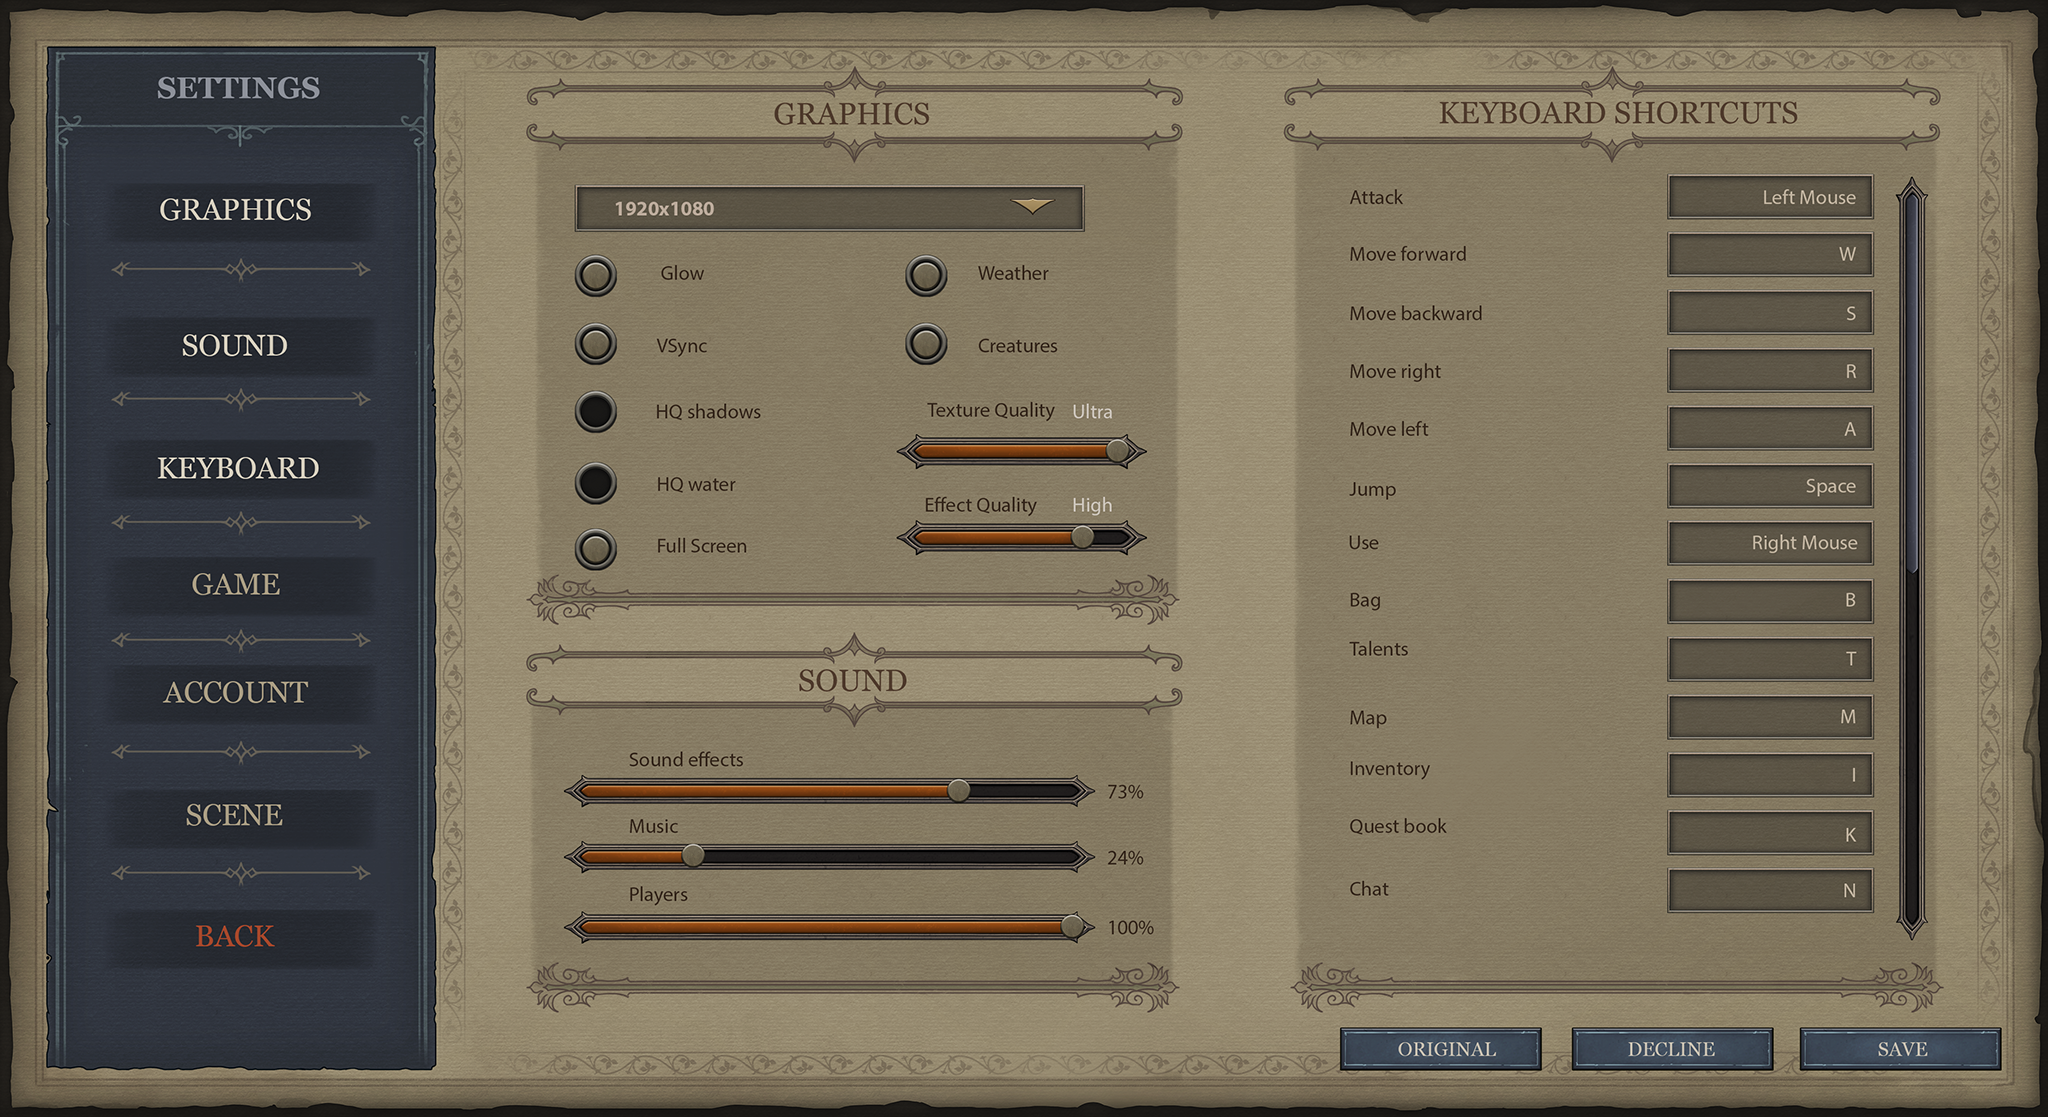 SETTINGS
GRAPHICS
SOUND
KEYBOARD
GAME
ACCOUNT
SCENE
BACK
GRAPHICS
1920x1080
Glow
Weather
VSync
Creatures
HQ shadows
Texture Quality Ultra
HQ water
Effect Quality High
Full Screen
SOUND
Sound effects
73%
Music
24%
Players
100%
KEYBOARD SHORTCUTS
Attack Left Mouse
Move forward W
Move backward S
Move right R
Move left A
Jump Space
Use Right Mouse
Bag B
Talents T
Map M
Inventory I
Quest book K
Chat N
ORIGINAL DECLINE SAVE